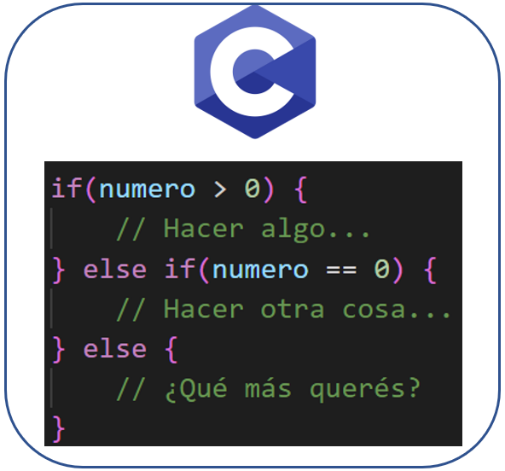 C
if(numero > 0) {
    // Hacer algo...
} else if(numero == 0) {
    // Hacer otra cosa...
} else {
    // ¿Qué más querés?
}